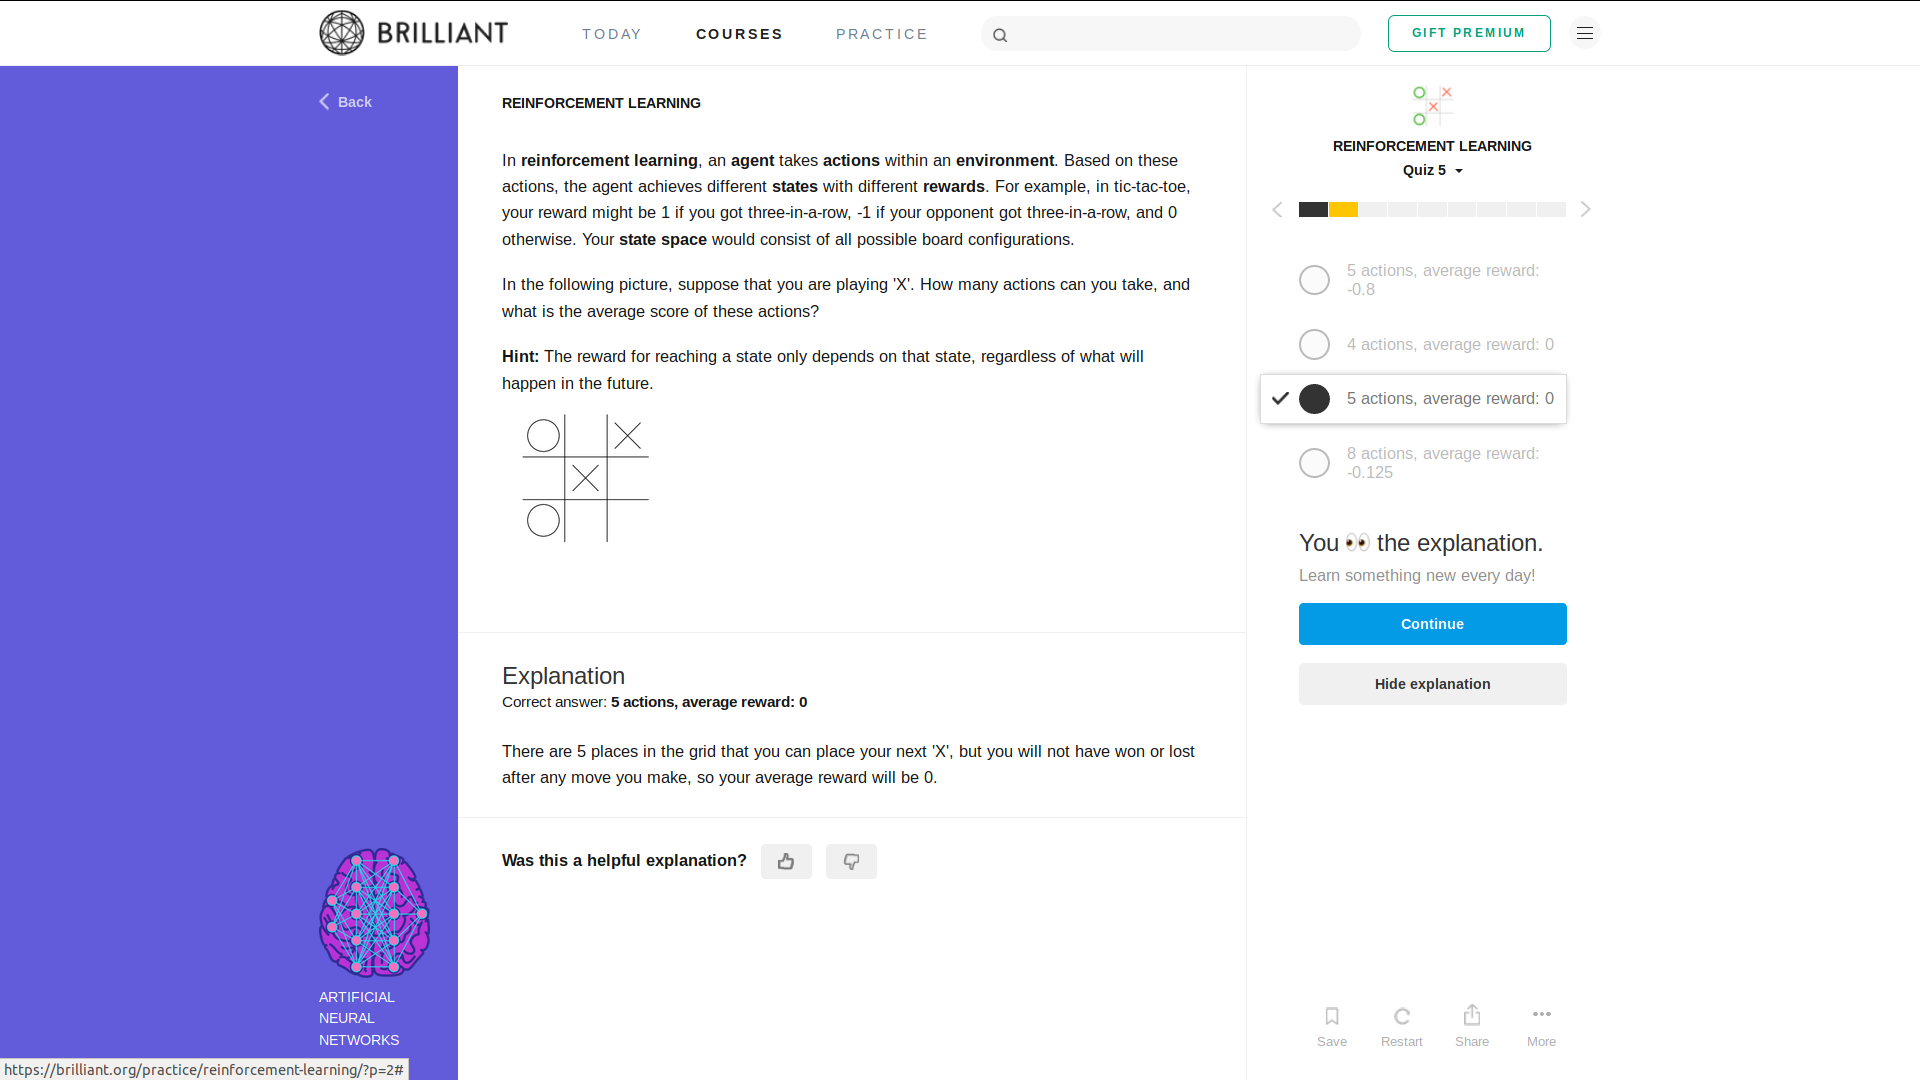 BRILLIANT
TODAY
COURSES
PRACTICE
GIFT PREMIUM
Back
REINFORCEMENT LEARNING
In reinforcement learning, an agent takes actions within an environment. Based on these
actions, the agent achieves different states with different rewards. For example, in tic-tac-toe,
your reward might be 1 if you got three-in-a-row, -1 if your opponent got three-in-a-row, and 0
otherwise. Your state space would consist of all possible board configurations.
In the following picture, suppose that you are playing 'X'. How many actions can you take, and
what is the average score of these actions?
Hint: The reward for reaching a state only depends on that state, regardless of what will
happen in the future.
Explanation
Correct answer: 5 actions, average reward: 0
There are 5 places in the grid that you can place your next 'X', but you will not have won or lost
after any move you make, so your average reward will be 0.
Was this a helpful explanation?
REINFORCEMENT LEARNING
Quiz 5
5 actions, average reward:
-0.8
4 actions, average reward: 0
5 actions, average reward: 0
8 actions, average reward:
-0.125
You 👀 the explanation.
Learn something new every day!
Continue
Hide explanation
Save
Restart
Share
More
ARTIFICIAL
NEURAL
NETWORKS
https://brilliant.org/practice/reinforcement-learning/?p=2#